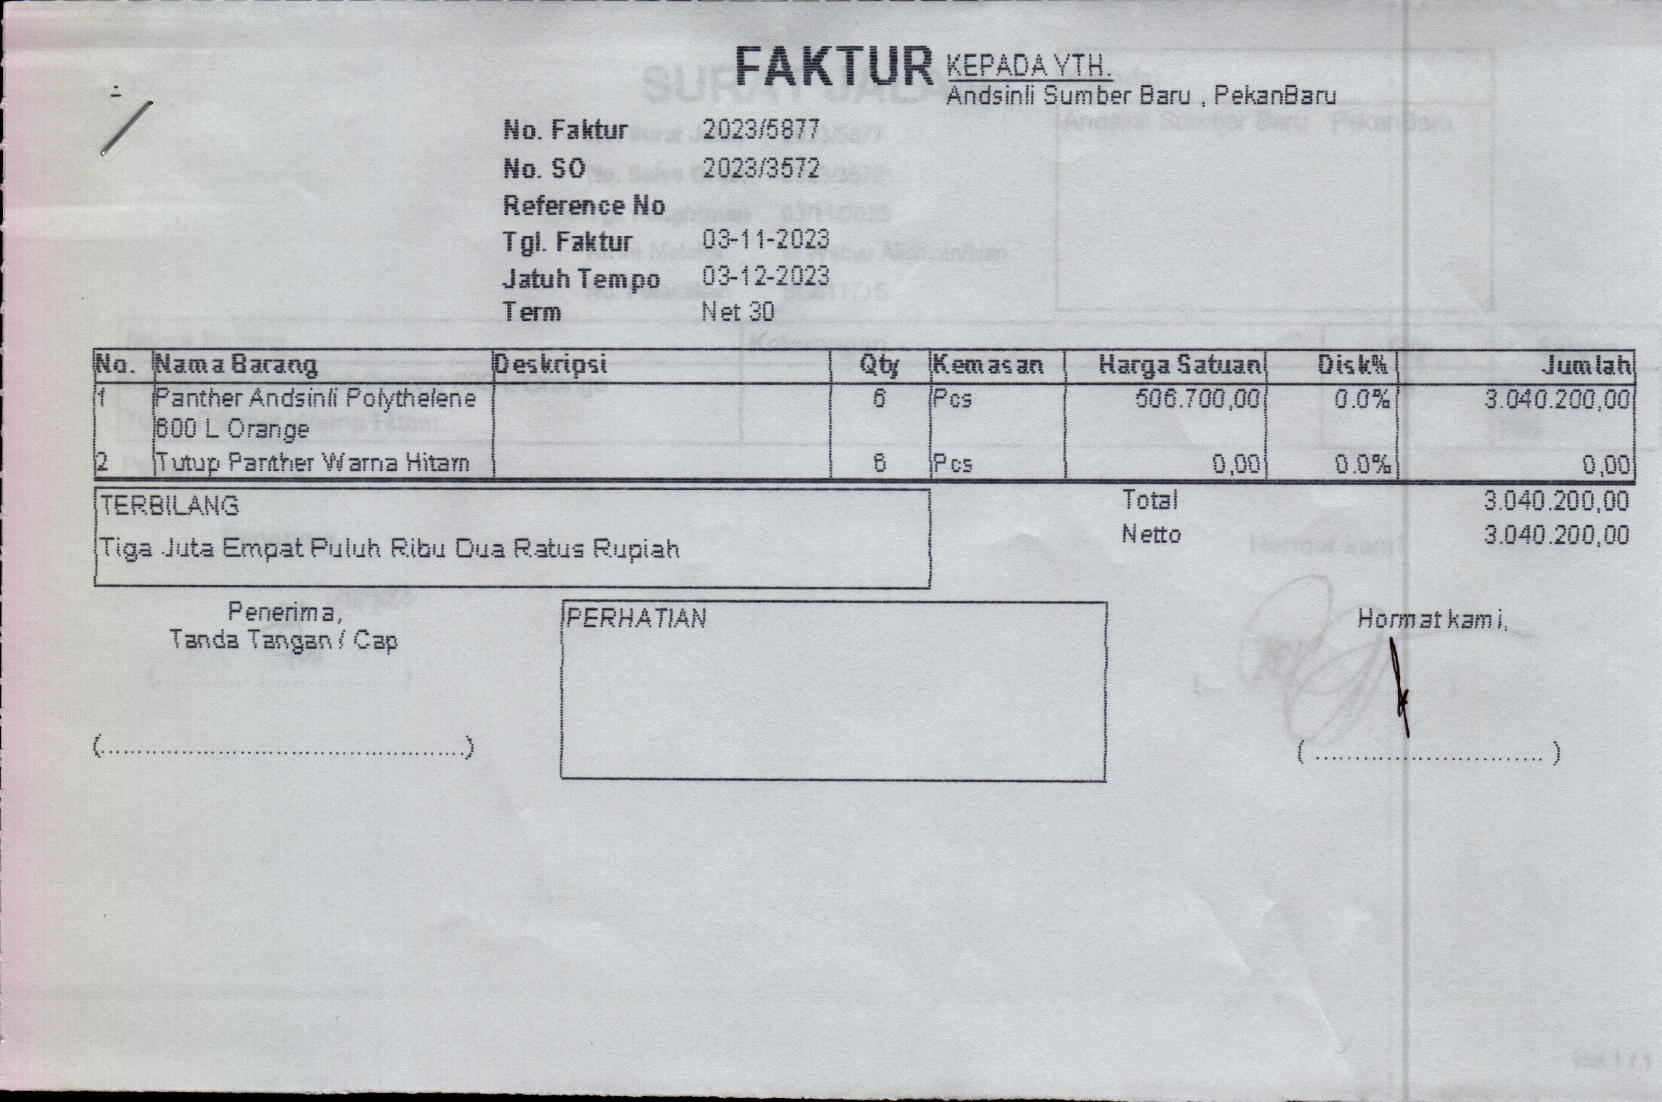 FAKTUR
KEPADA YTH.
Andsinli Sumber Baru , PekanBaru
No. Faktur 2023/5877
No. SO 2023/3572
Reference No
Tgl. Faktur 03-11-2023
Jatuh Tempo 03-12-2023
Term Net 30
No. Nama Barang Deskripsi Qty Kemasan Harga Satuan Disk% Jumlah
1 Panther Andsinli Polythelene 6 Pcs 506.700,00 0.0% 3.040.200,00
600 L Orange
2 Tutup Panther Warna Hitam 6 Pcs 0,00 0.0% 0,00
TERBILANG
Tiga Juta Empat Puluh Ribu Dua Ratus Rupiah
Total 3.040.200,00
Netto 3.040.200,00
Penerima,
Tanda Tangan / Cap
PERHATIAN
Hormat kami,
(..................................................)
( ............................... )